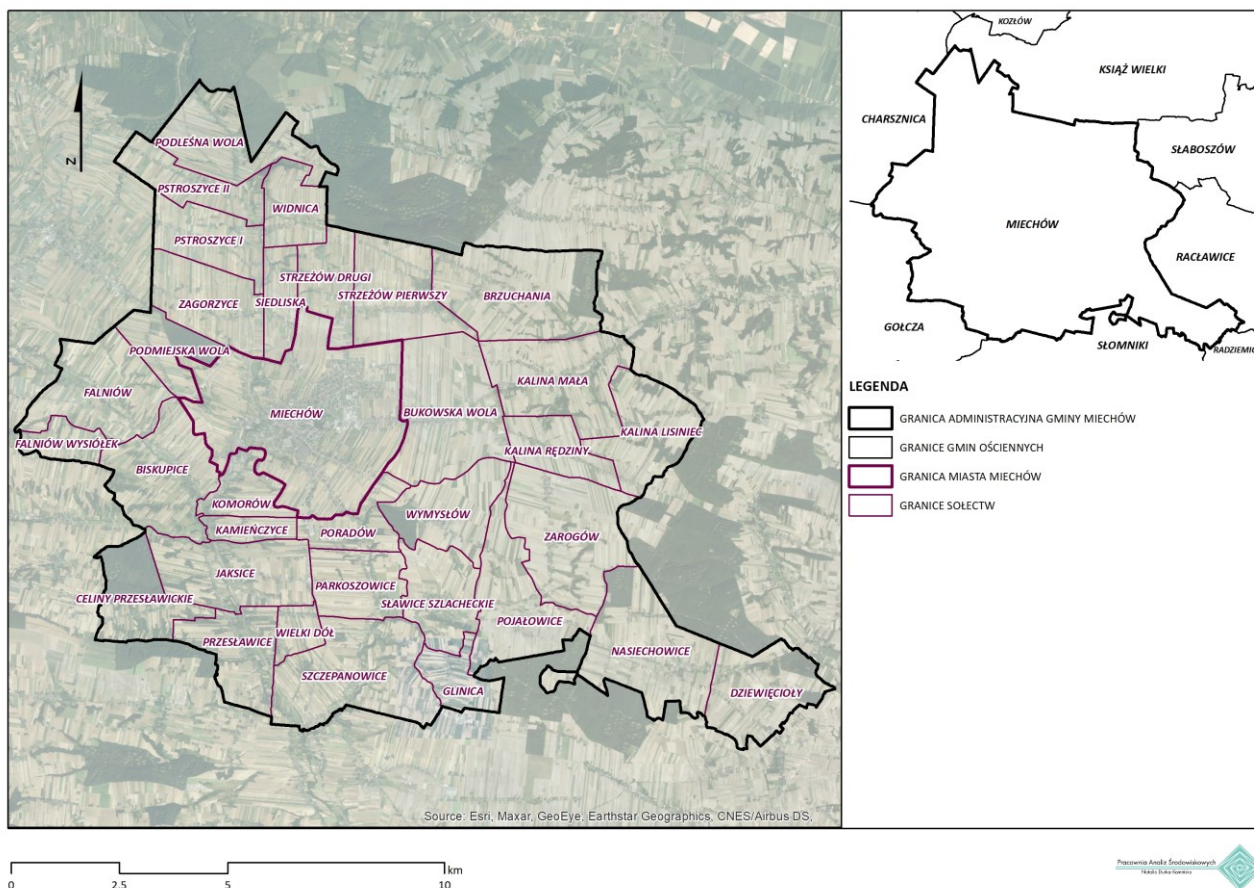 PODLEŚNA WOLA
PSTROSZYCE II
WIDNICA
PSTROSZYCE I
STRZEŻÓW DRUGI
ZAGORZYCE
SIEDLISKA
STRZEŻÓW PIERWSZY
BRZUCHANIA
PODMIEJSKA WOLA
FALNIÓW
KALINA MAŁA
MIECHÓW
BUKOWSKA WOLA
KALINA LISINIEC
FALNIÓW WYSIÓŁEK
KALINA RĘDZINY
BISKUPICE
KOMORÓW
WYMYSŁÓW
KAMIEŃCZYCE
PORADÓW
ZAROGÓW
JAKSICE
PARKOSZOWICE
CELINY PRZESŁAWICKIE
SŁAWICE SZLACHECKIE
POJAŁOWICE
PRZESŁAWICE
WIELKI DÓŁ
NASIECHOWICE
SZCZEPANOWICE
GLINICA
DZIEWIĘCIOŁY
N
Source: Esri, Maxar, GeoEye, Earthstar Geographics, CNES/Airbus DS,
0
2.5
5
10
km
KOZŁÓW
KSIĄŻ WIELKI
CHARSZNICA
SŁABOSZÓW
MIECHÓW
RACŁAWICE
GOŁCZA
SŁOMNIKI
RADZIEMIC
LEGENDA
GRANICA ADMINISTRACYJNA GMINY MIECHÓW
GRANICE GMIN OŚCIENNYCH
GRANICA MIASTA MIECHÓW
GRANICE SOŁECTW
Pracownia Analiz Środowiskowych